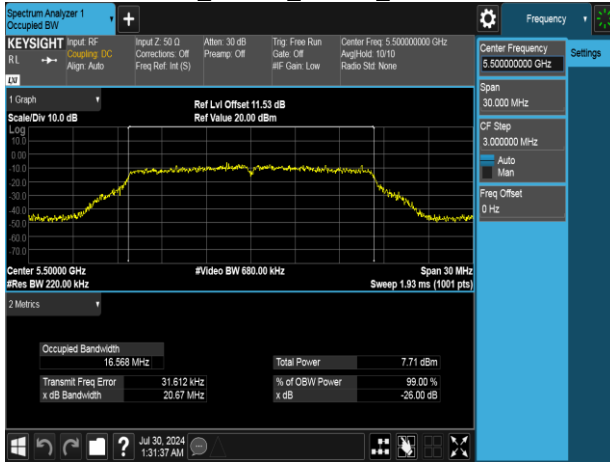 Spectrum Analyzer 1
Occupied BW
Frequency
KEYSIGHT
RL
Input: RF
Coupling: DC
Align: Auto
Input Z: 50 Ω
Corrections: Off
Freq Ref: Int (S)
Atten: 30 dB
Preamp: Off
Trig: Free Run
Gate: Off
#IF Gain: Low
Center Freq: 5.500000000 GHz
Avg|Hold: 10/10
Radio Std: None
LXI
Center Frequency
5.500000000 GHz
Settings
Span
30.000 MHz
CF Step
3.000000 MHz
Auto
Man
Freq Offset
0 Hz
1 Graph
Scale/Div 10.0 dB
Ref Lvl Offset 11.53 dB
Ref Value 20.00 dBm
Log
10.0
0.00
-10.0
-20.0
-30.0
-40.0
-50.0
-60.0
-70.0
Center 5.50000 GHz
#Res BW 220.00 kHz
#Video BW 680.00 kHz
Span 30 MHz
Sweep 1.93 ms (1001 pts)
2 Metrics
Occupied Bandwidth
16.568 MHz
Total Power 7.71 dBm
Transmit Freq Error 31.612 kHz
% of OBW Power 99.00 %
x dB Bandwidth 20.67 MHz
x dB -26.00 dB
?
Jul 30, 2024
1:31:37 AM